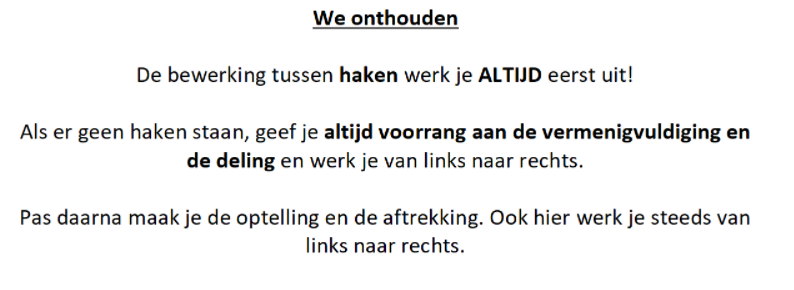 We onthouden
De bewerking tussen haken werk je ALTIJD eerst uit!
Als er geen haken staan, geef je altijd voorrang aan de vermenigvuldiging en
de deling en werk je van links naar rechts.
Pas daarna maak je de optelling en de aftrekking. Ook hier werk je steeds van
links naar rechts.